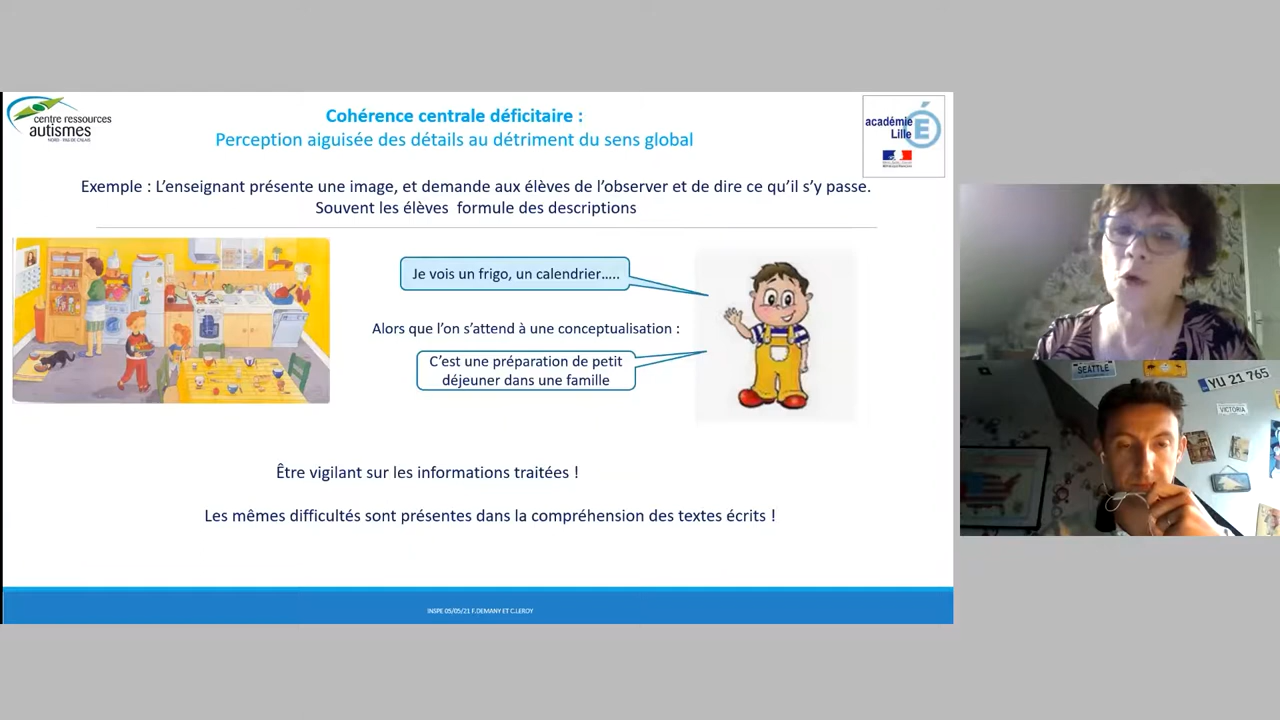 centre ressources
autismes
NORD - PAS DE CALAIS
Cohérence centrale déficitaire :
Perception aiguisée des détails au détriment du sens global
académie
Lille
Exemple : L'enseignant présente une image, et demande aux élèves de l'observer et de dire ce qu'il s'y passe.
Souvent les élèves formule des descriptions
Je vois un frigo, un calendrier.....
Alors que l'on s'attend à une conceptualisation :
C'est une préparation de petit
déjeuner dans une famille
Être vigilant sur les informations traitées !
Les mêmes difficultés sont présentes dans la compréhension des textes écrits !
INSPE 05/05/21 F.DEMANY ET C.LEROY
SEATTLE
YU 21 765
VICTORIA